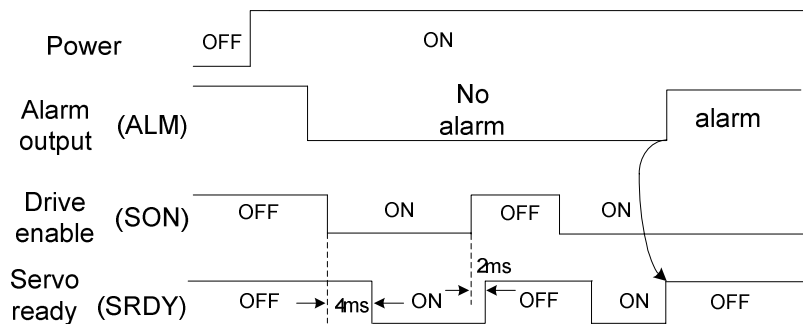 Power OFF ON
Alarm output (ALM) No alarm alarm
Drive enable (SON) OFF ON OFF ON
2ms
Servo ready (SRDY) OFF 4ms ON OFF ON OFF